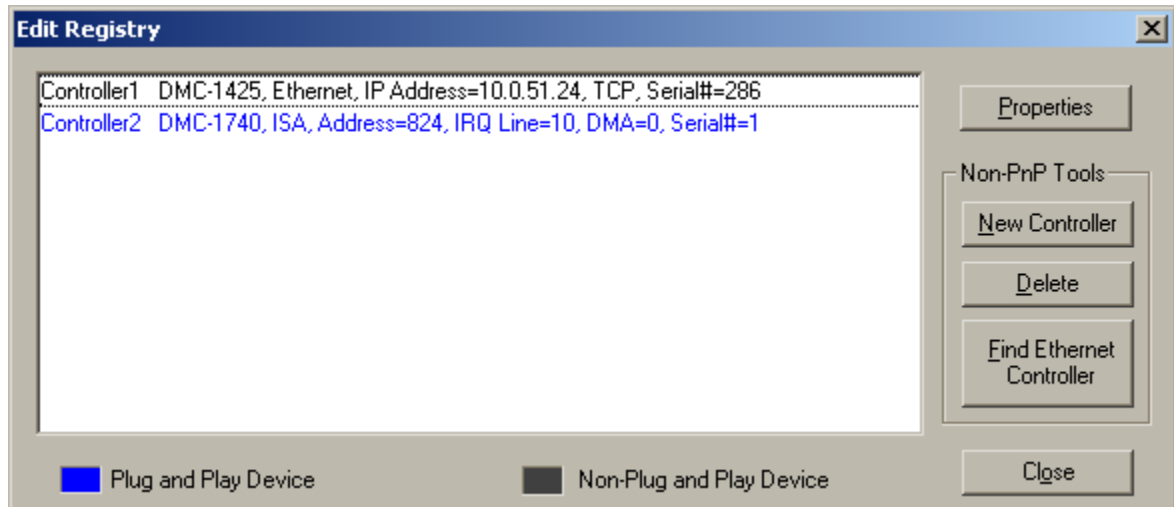 Edit Registry
Controller1 DMC-1425, Ethernet, IP Address=10.0.51.24, TCP, Serial#=286
Controller2 DMC-1740, ISA, Address=824, IRQ Line=10, DMA=0, Serial#=1
Properties
Non-PnP Tools
New Controller
Delete
Find Ethernet
Controller
Plug and Play Device
Non-Plug and Play Device
Close